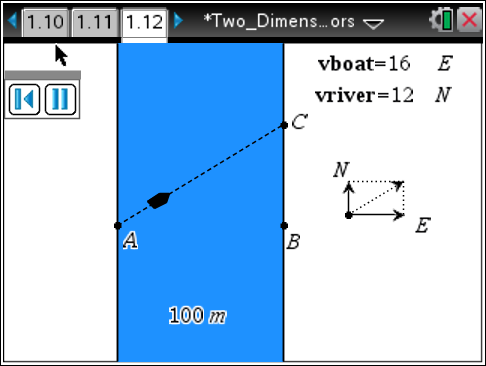 1.10 1.11 1.12 *Two_Dimens...ors
vboat=16 E
vriver=12 N
C
N
A
B
E
100 m